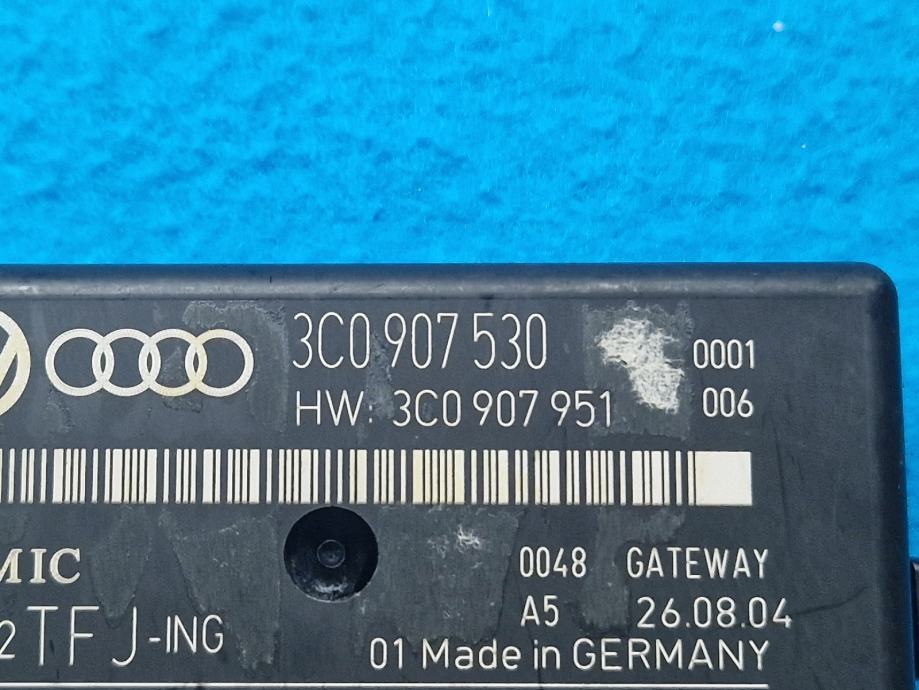 3C0 907 530 0001
HW: 3C0 907 951 006
MIC
0048 GATEWAY
2TFJ-ING
A5 26.08.04
01 Made in GERMANY